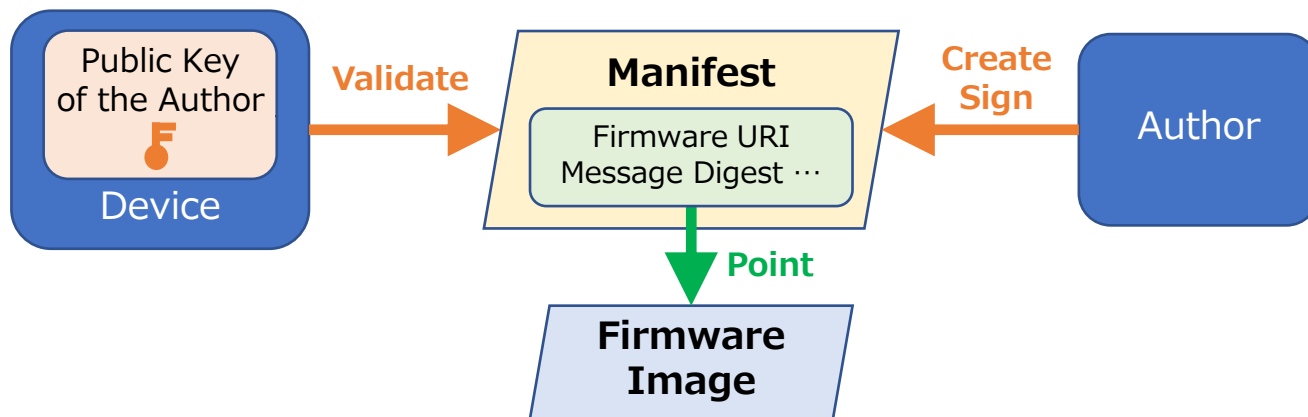 Public Key
of the Author
Device
Validate
Manifest
Firmware URI
Message Digest ⋯
Create
Sign
Author
Point
Firmware
Image